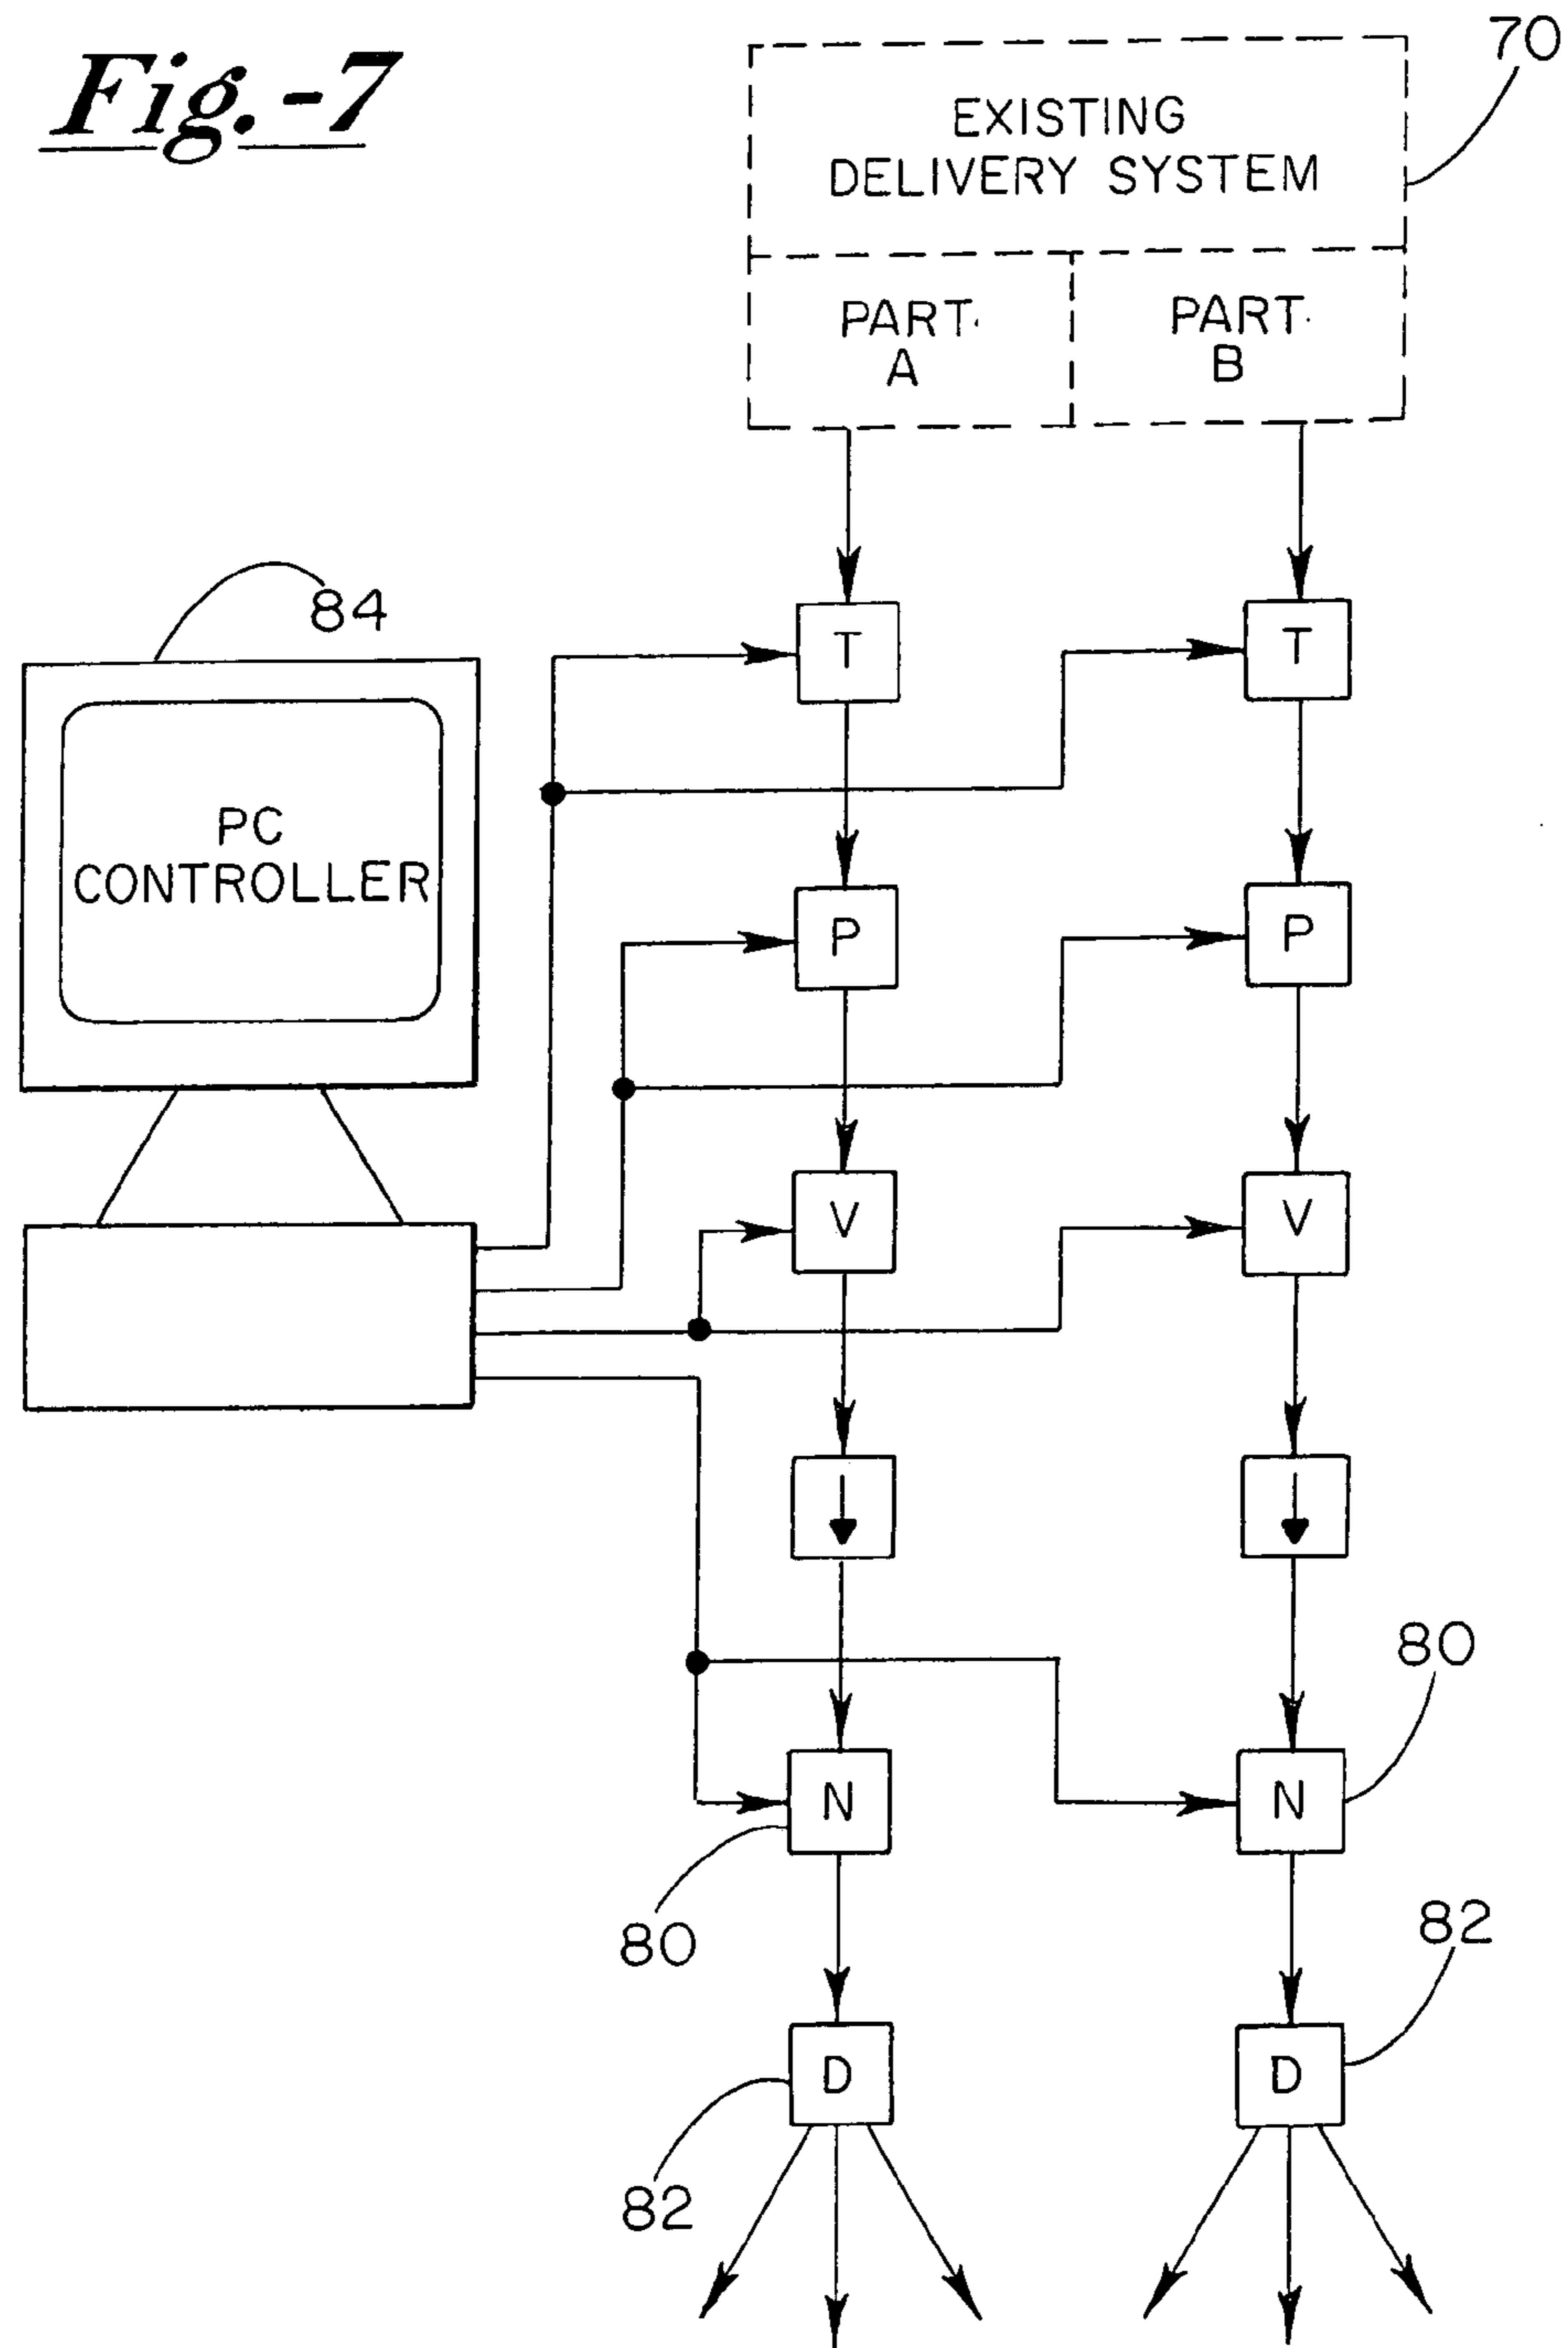 Fig.-7
70
EXISTING
DELIVERY SYSTEM
PART
A
PART
B
84
T
T
PC
CONTROLLER
P
P
V
V
80
N
N
80
82
D
D
82